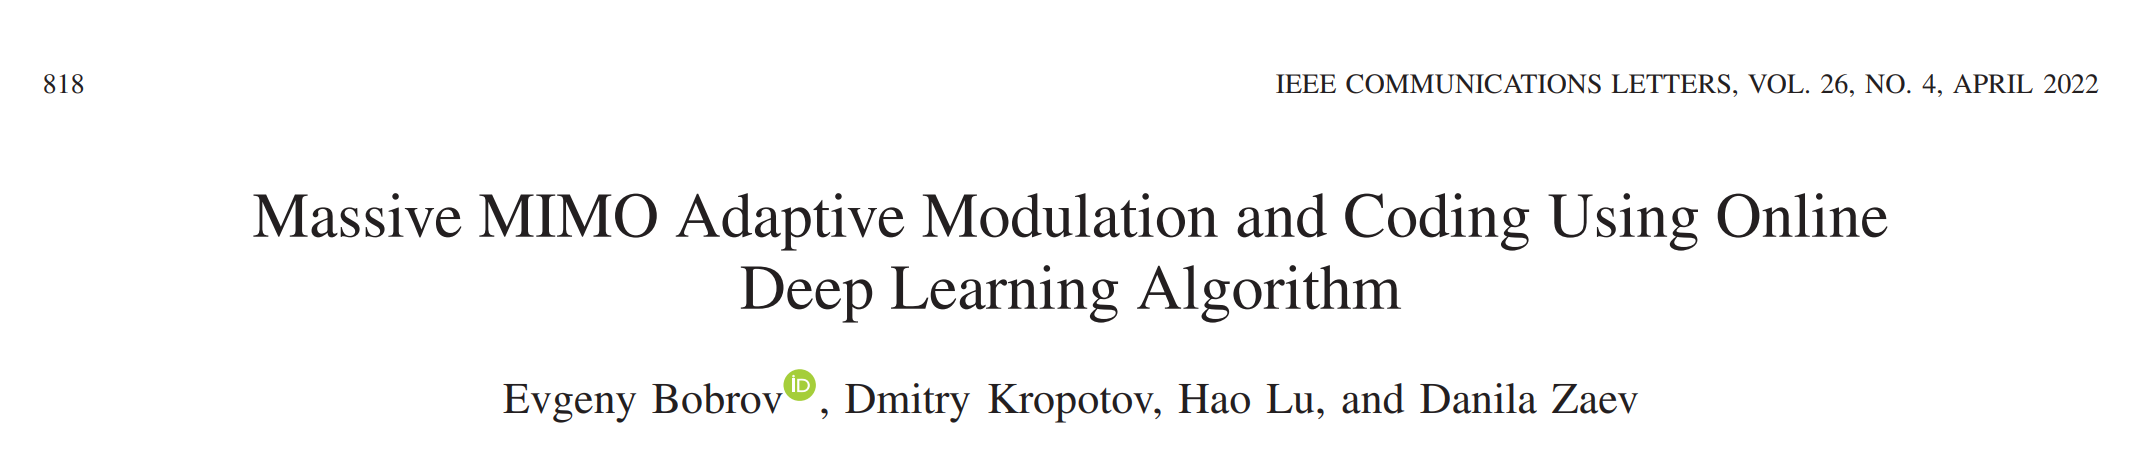 818
IEEE COMMUNICATIONS LETTERS, VOL. 26, NO. 4, APRIL 2022
Massive MIMO Adaptive Modulation and Coding Using Online
Deep Learning Algorithm
Evgeny Bobrov iD, Dmitry Kropotov, Hao Lu, and Danila Zaev